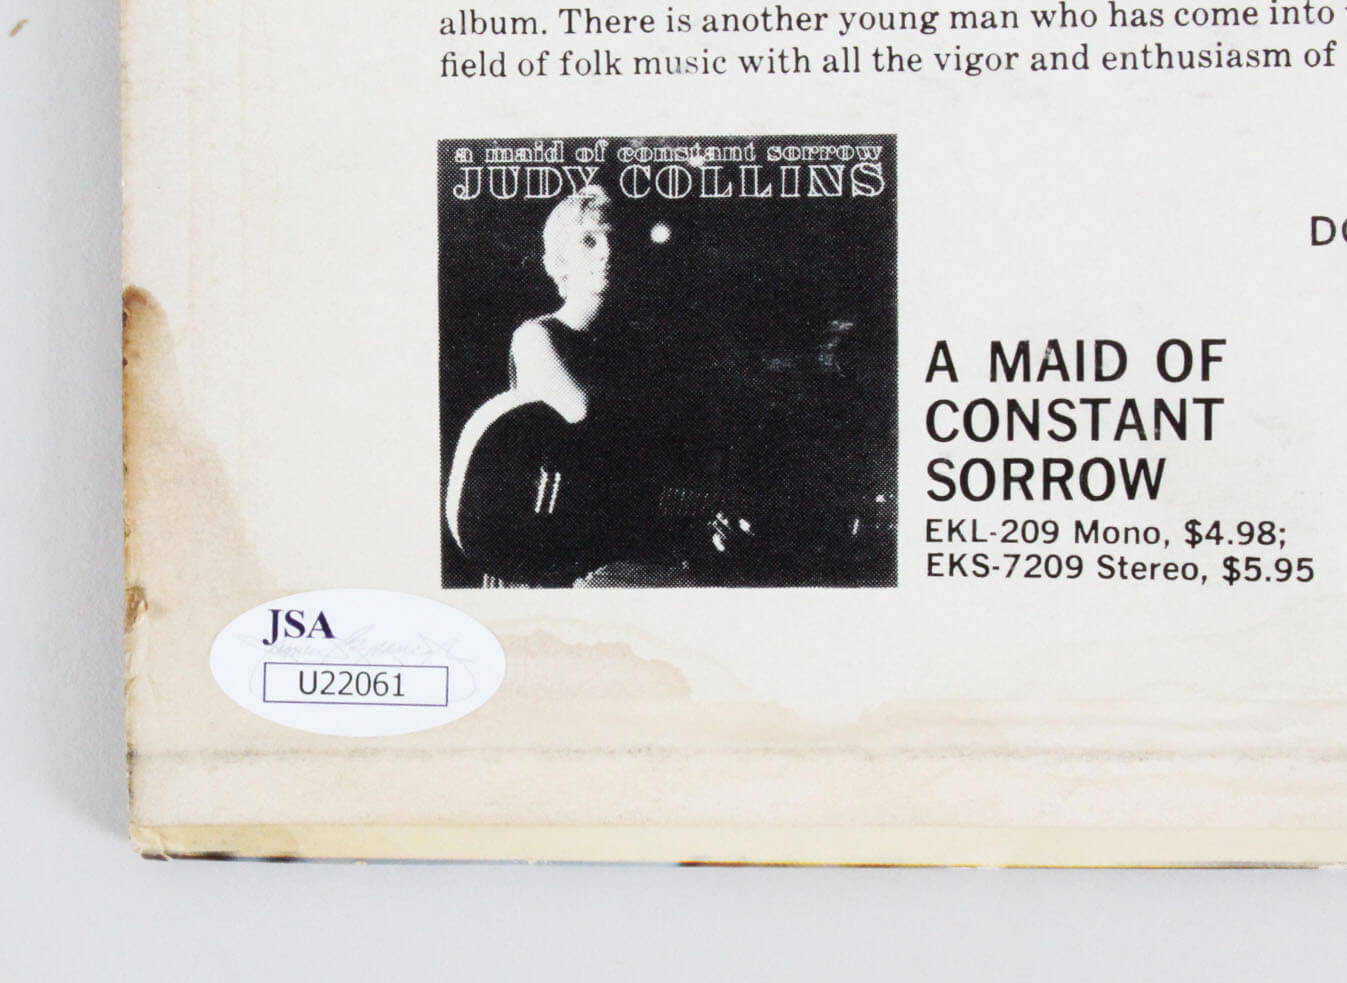 album. There is another young man who has come into
field of folk music with all the vigor and enthusiasm of
a maid of constant sorrow
JUDY COLLINS
A MAID OF
CONSTANT
SORROW
EKL-209 Mono, $4.98;
EKS-7209 Stereo, $5.95
JSA
U22061